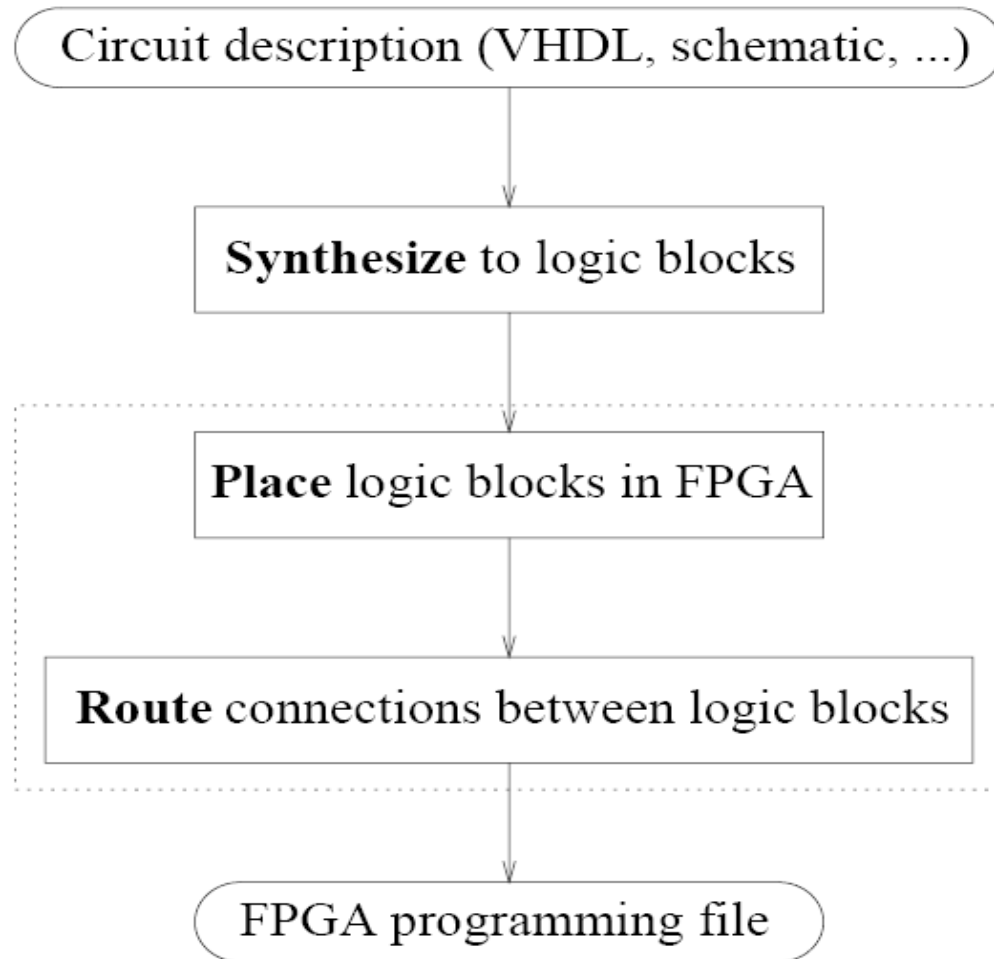 Circuit description (VHDL, schematic, ...)
Synthesize to logic blocks
Place logic blocks in FPGA
Route connections between logic blocks
FPGA programming file